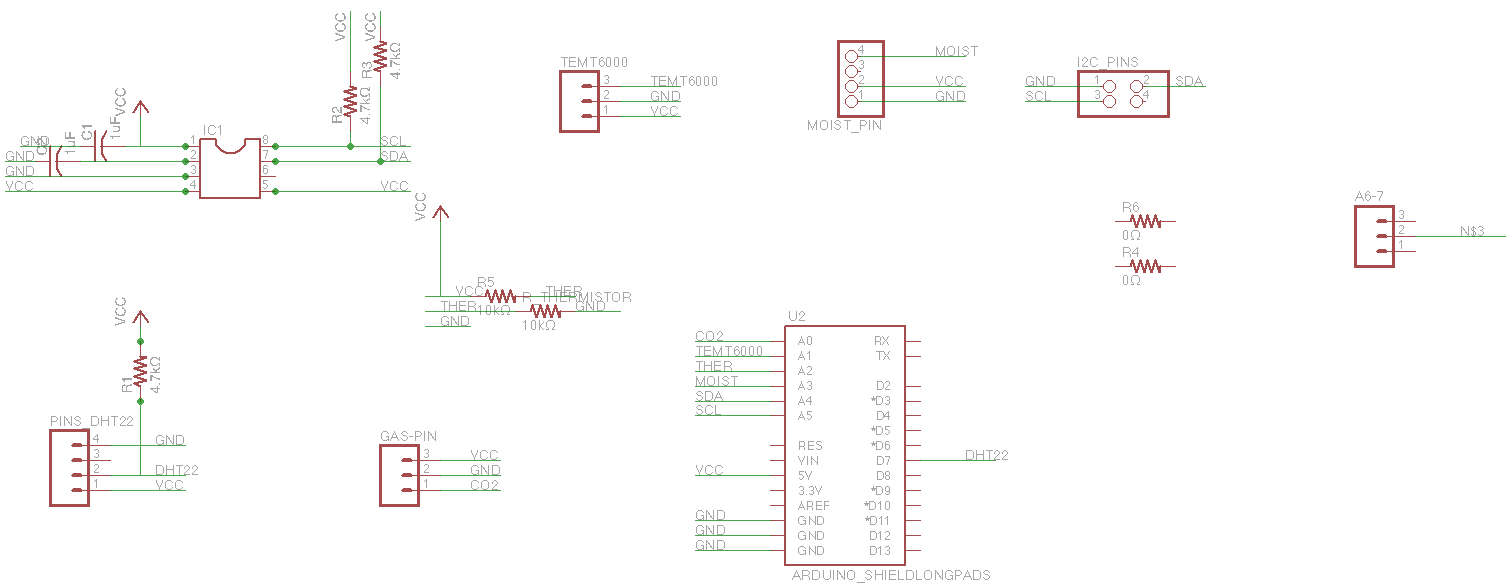 VCC
VCC
R3
4.7kΩ
R2
4.7kΩ
VCC
C1
1uF
1uF
GND
GND
GND
VCC
IC1
1
2
3
4
8
7
6
5
SCL
SDA
VCC
TEMT6000
3
2
1
TEMT6000
GND
VCC
4
3
2
1
MOIST
VCC
GND
MOIST_PIN
I2C_PINS
GND
SCL
1
3
2
4
SDA
R6
0Ω
R4
0Ω
A6-7
3
2
1
N$3
VCC
VCC
R5
10kΩ
THER
THER
R_THERMISTOR
10kΩ
GND
GND
VCC
R1
4.7kΩ
PINS_DHT22
4
3
2
1
GND
DHT22
VCC
GAS-PIN
3
2
1
VCC
GND
CO2
U2
CO2 A0 RX
TEMT6000 A1 TX
THER A2
MOIST A3 D2
SDA A4 *D3
SCL A5 D4
*D5
RES *D6
VIN D7 DHT22
VCC 5V D8
3.3V *D9
AREF *D10
GND GND *D11
GND GND D12
GND GND D13
ARDUINO_SHIELDLONGPADS